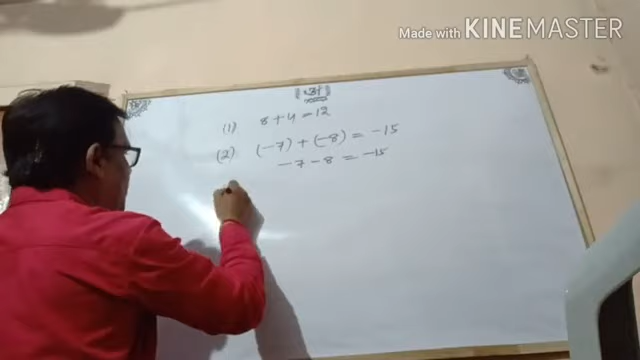 Made with KINEMASTER
(1) 8 + 4 = 12
(2) (-7) + (-8) = -15
-7 - 8 = -15